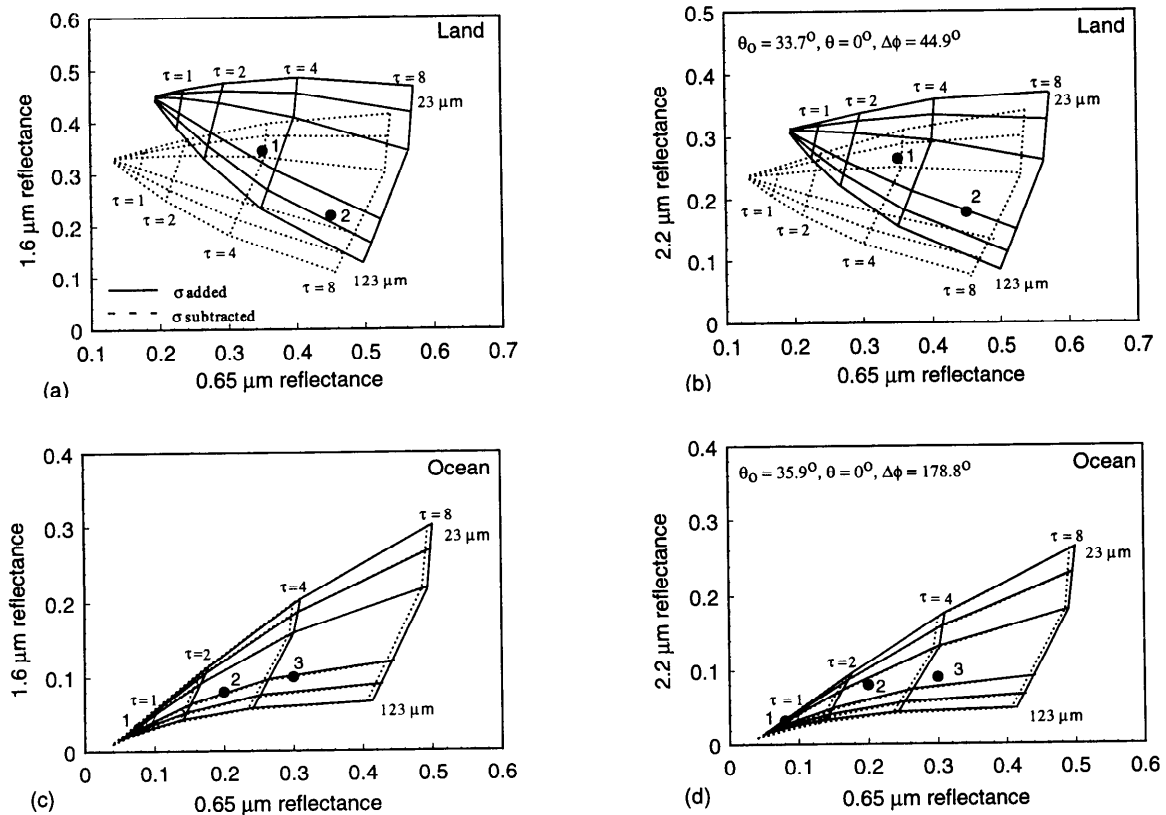 Land
τ=1
τ=2
τ=4
τ=8
23 μm
1
2
τ=1
τ=2
τ=4
τ=8
123 μm
σ added
σ subtracted
0.6
0.5
0.4
0.3
0.2
0.1
0
0.1 0.2 0.3 0.4 0.5 0.6 0.7
1.6 μm reflectance
0.65 μm reflectance
(a)
Land
θo = 33.7º, θ = 0º, Δϕ = 44.9º
τ=1
τ=2
τ=4
τ=8
23 μm
1
2
τ=1
τ=2
τ=4
τ=8
123 μm
0.5
0.4
0.3
0.2
0.1
0
0.1 0.2 0.3 0.4 0.5 0.6 0.7
2.2 μm reflectance
0.65 μm reflectance
(b)
Ocean
τ=8
23 μm
τ=4
τ=2
τ=1
1
2
3
123 μm
0.4
0.3
0.2
0.1
0
0 0.1 0.2 0.3 0.4 0.5 0.6
1.6 μm reflectance
0.65 μm reflectance
(c)
Ocean
θo = 35.9º, θ = 0º, Δϕ = 178.8º
τ=8
23 μm
τ=4
τ=2
τ=1
1
2
3
123 μm
0.4
0.3
0.2
0.1
0
0 0.1 0.2 0.3 0.4 0.5 0.6
2.2 μm reflectance
0.65 μm reflectance
(d)